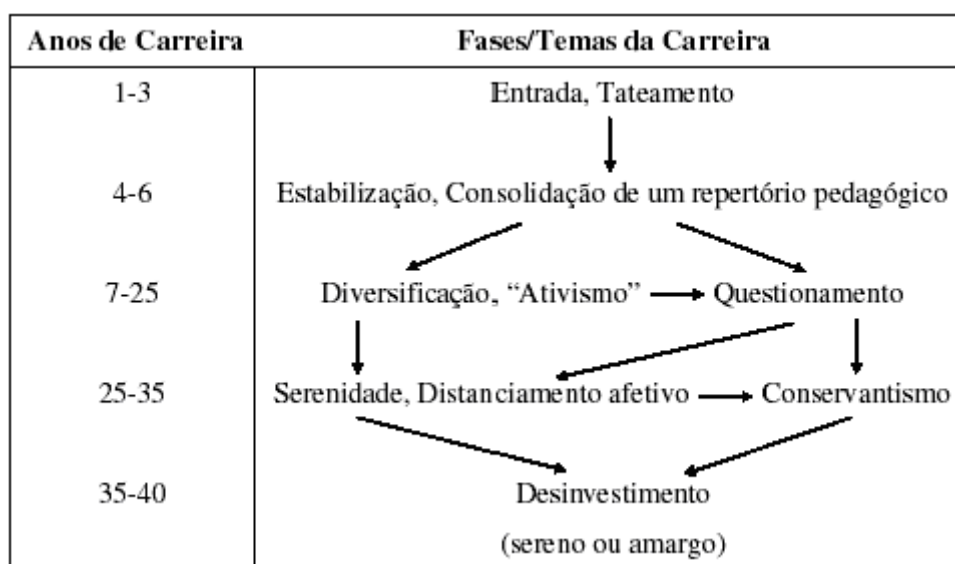 Anos de Carreira Fases/Temas da Carreira
1-3 Entrada, Tateamento
4-6 Estabilização, Consolidação de um repertório pedagógico
7-25 Diversificação, “Ativismo” Questionamento
25-35 Serenidade, Distanciamento afetivo Conservantismo
35-40 Desinvestimento
(sereno ou amargo)